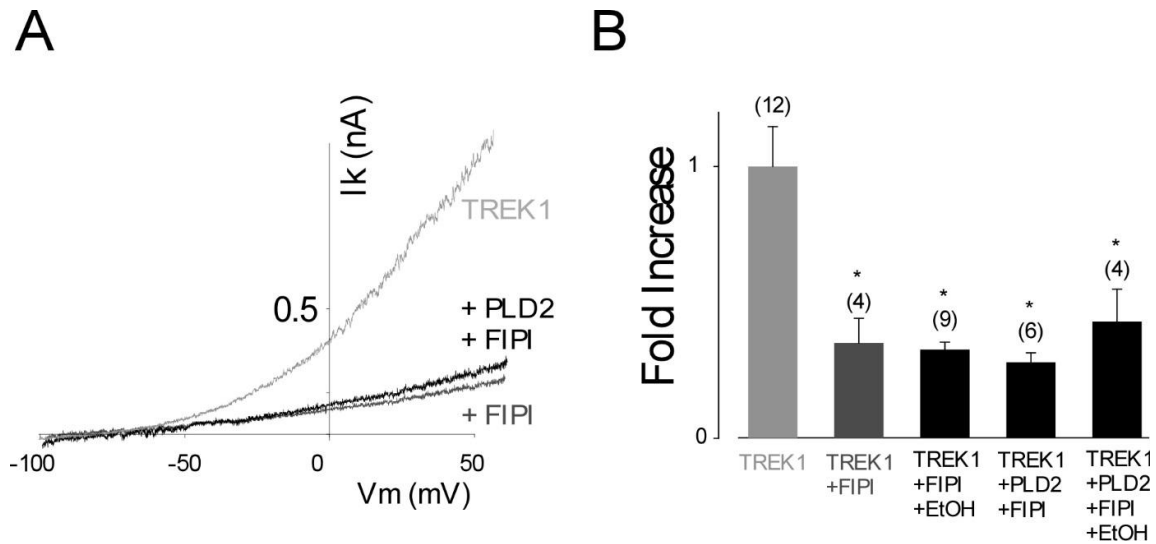 A
Ik (nA)
TREK1
0.5
+ PLD2
+ FIPI
+ FIPI
-100
-50
0
50
Vm (mV)
B
Fold Increase
1
0
(12)
*
(4)
*
(9)
*
(6)
*
(4)
TREK1
TREK1
+FIPI
TREK1
+FIPI
+EtOH
TREK1
+PLD2
+FIPI
TREK1
+PLD2
+FIPI
+EtOH